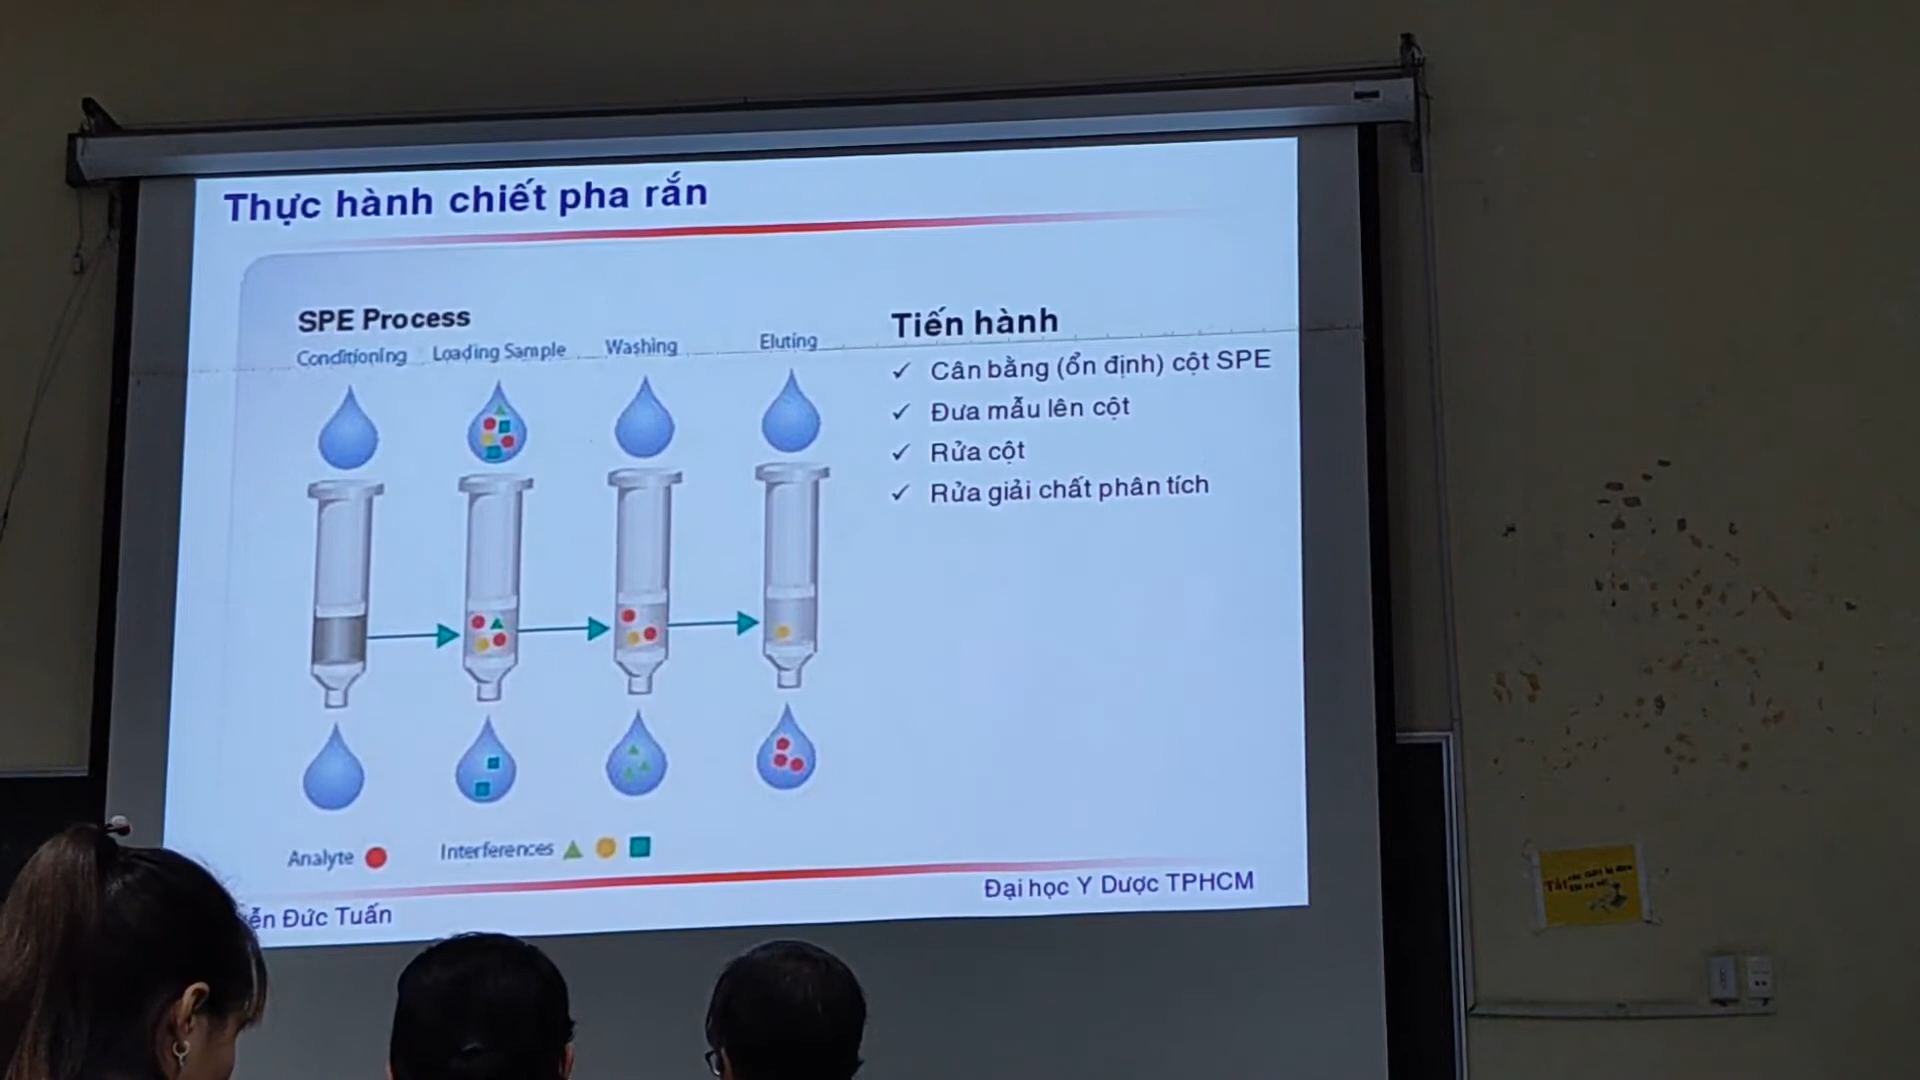 Thực hành chiết pha rắn
SPE Process
Conditioning
Loading Sample
Washing
Eluting
Tiến hành
✓ Cân bằng (ổn định) cột SPE
✓ Đưa mẫu lên cột
✓ Rửa cột
✓ Rửa giải chất phân tích
Analyte
Interferences
Đức Tuấn
Đại học Y Dược TPHCM
Tắt